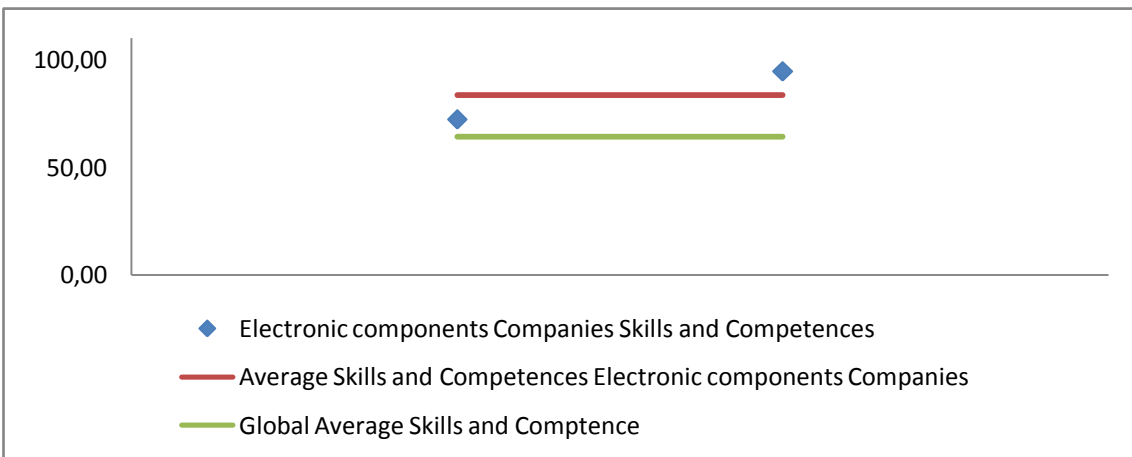 100,00
50,00
0,00
Electronic components Companies Skills and Competences
Average Skills and Competences Electronic components Companies
Global Average Skills and Comptence